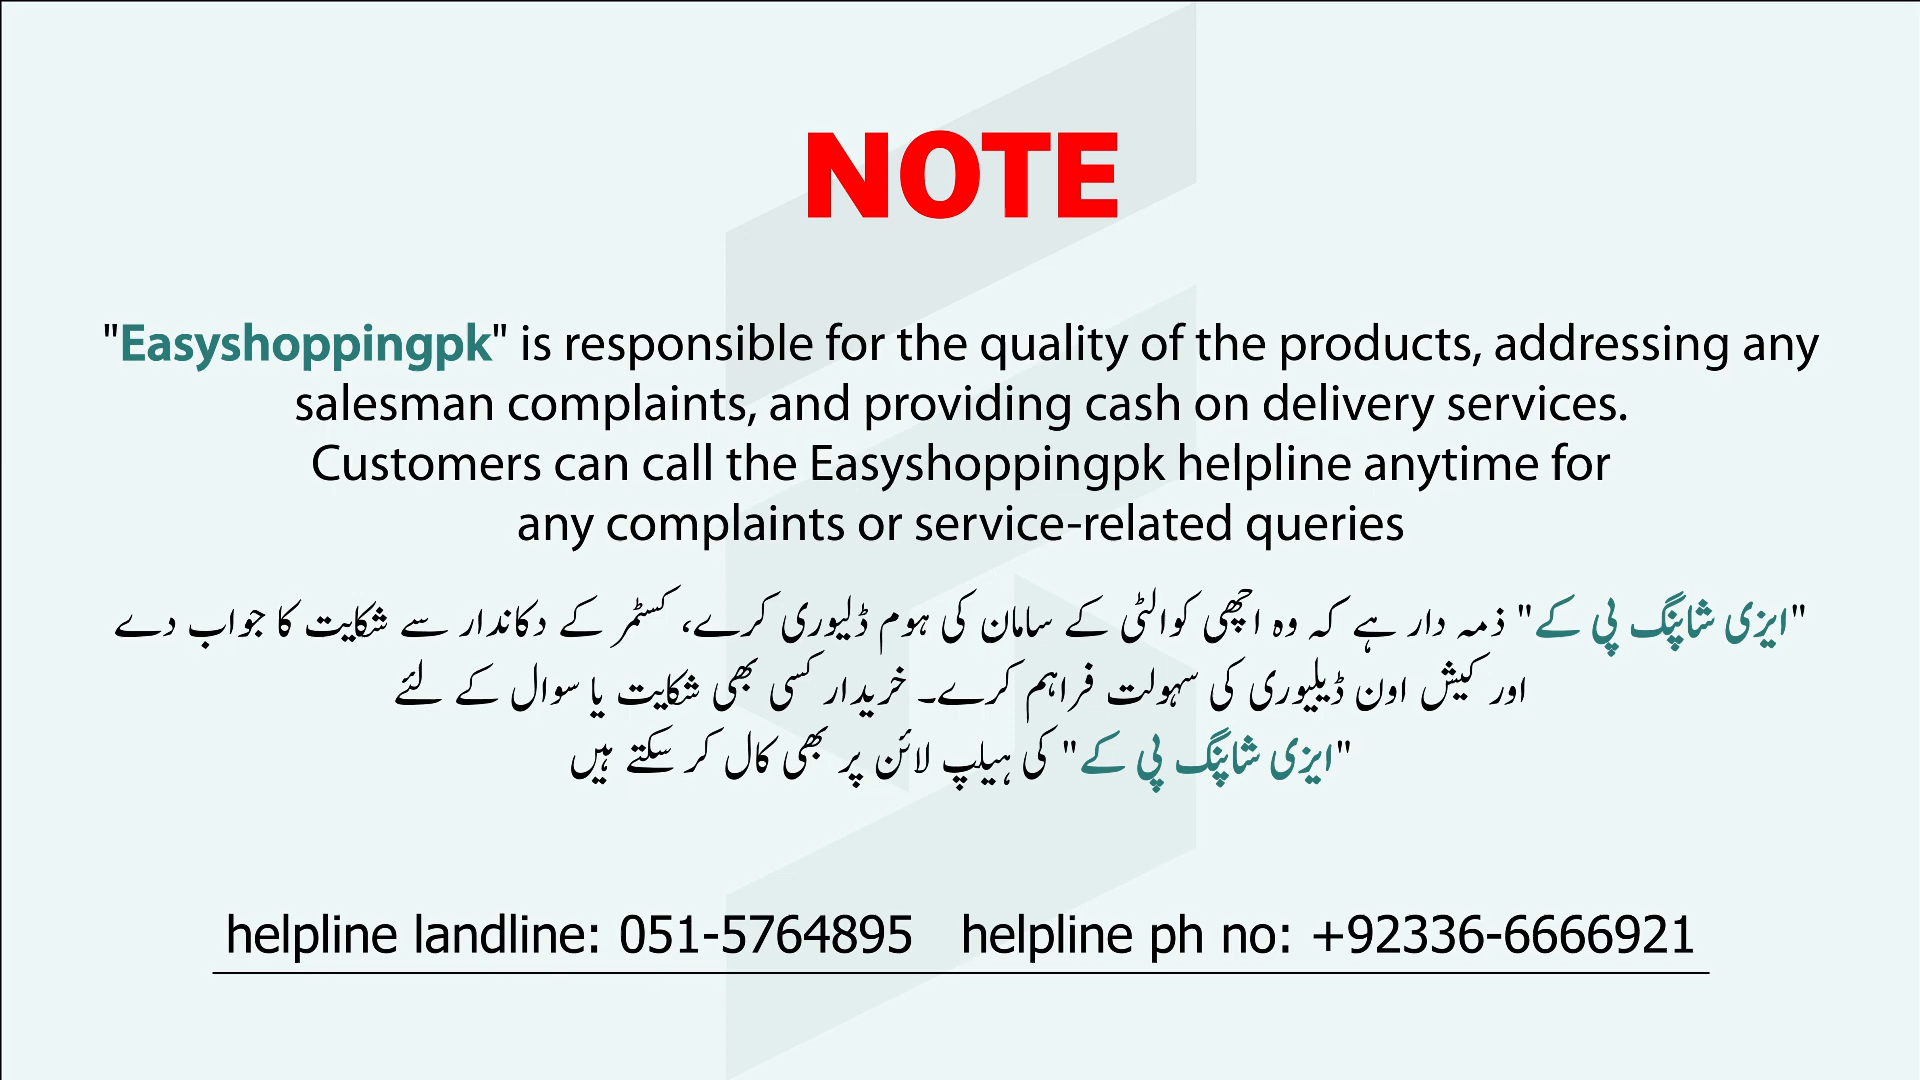 NOTE
"Easyshoppingpk" is responsible for the quality of the products, addressing any
salesman complaints, and providing cash on delivery services.
Customers can call the Easyshoppingpk helpline anytime for
any complaints or service-related queries
"ایزی شاپنگ پی کے" ذمہ دار ہے کہ وہ اچھی کوالٹی کے سامان کی ہوم ڈلیوری کرے، کسٹمر کے دکاندار سے شکایت کا جواب دے
اور کیش اون ڈیلیوری کی سہولت فراہم کرے۔ خریدار کسی بھی شکایت یا سوال کے لئے
"ایزی شاپنگ پی کے" کی ہیلپ لائن پر بھی کال کر سکتے ہیں
helpline landline: 051-5764895 helpline ph no: +92336-6666921